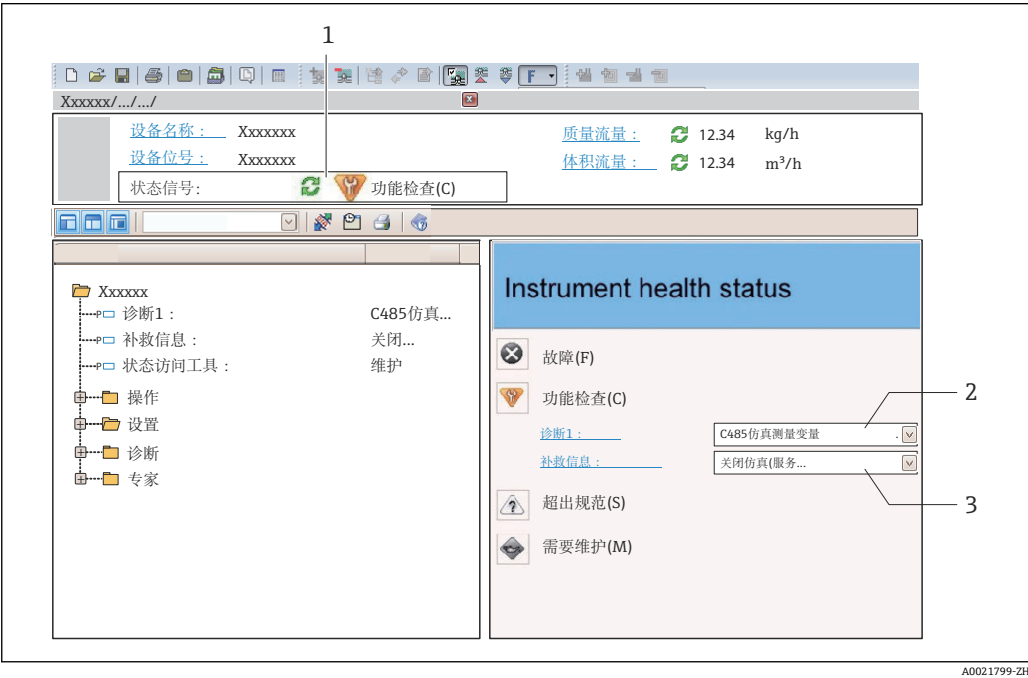 1
F
Xxxxxx/.../.../
设备名称： Xxxxxxx 质量流量： 12.34 kg/h
设备位号： Xxxxxxx 体积流量： 12.34 m³/h
状态信号: 功能检查(C)
Instrument health status
Xxxxxx
诊断1： C485仿真...
补救信息： 关闭...
状态访问工具： 维护
操作
设置
诊断
专家
故障(F)
功能检查(C)
2
诊断1： C485仿真测量变量 .
补救信息： 关闭仿真(服务...
超出规范(S)
3
需要维护(M)
A0021799-ZH